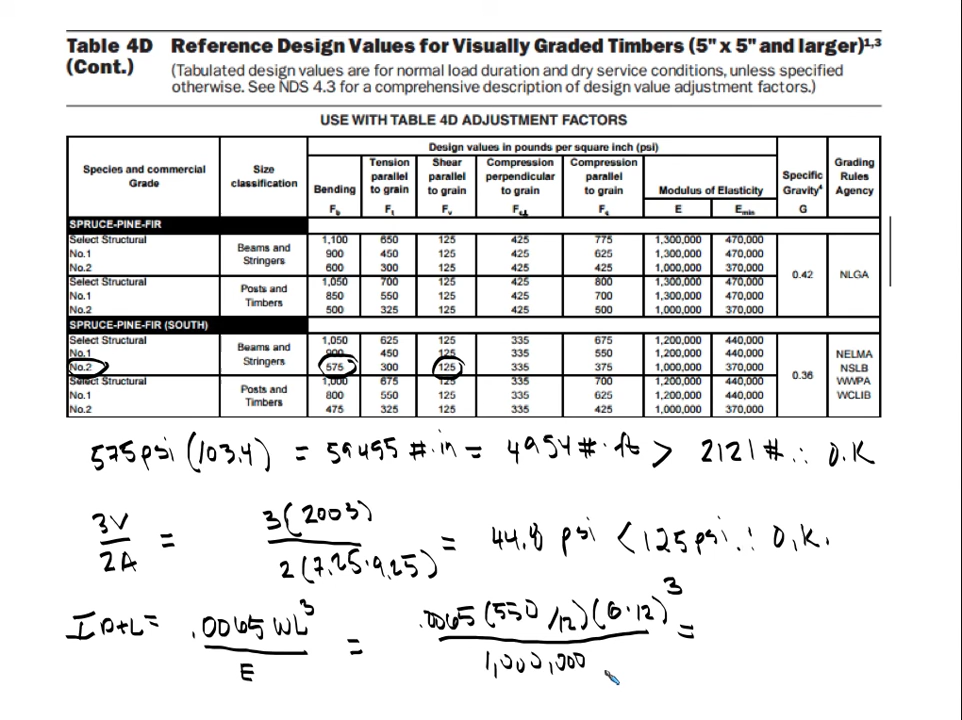 Table 4D Reference Design Values for Visually Graded Timbers (5" x 5" and larger)1,3
(Cont.) (Tabulated design values are for normal load duration and dry service conditions, unless specified
otherwise. See NDS 4.3 for a comprehensive description of design value adjustment factors.)
USE WITH TABLE 4D ADJUSTMENT FACTORS
Design values in pounds per square inch (psi)
Species and commercial Grade
Size classification
Bending Fb
Tension parallel to grain Ft
Shear parallel to grain Fv
Compression perpendicular to grain Fc⊥
Compression parallel to grain Fc
Modulus of Elasticity
E Emin
Specific Gravity4 G
Grading Rules Agency
SPRUCE-PINE-FIR
Select Structural 1,100 650 125 425 775 1,300,000 470,000
No.1 Beams and Stringers 900 450 125 425 625 1,300,000 470,000
No.2 600 300 125 425 425 1,000,000 370,000
0.42 NLGA
Select Structural 1,050 700 125 425 800 1,300,000 470,000
No.1 Posts and Timbers 850 550 125 425 700 1,300,000 470,000
No.2 500 325 125 425 500 1,000,000 370,000
SPRUCE-PINE-FIR (SOUTH)
Select Structural 1,050 625 125 335 675 1,200,000 440,000
No.1 Beams and Stringers 900 450 125 335 550 1,200,000 440,000
No.2 575 300 125 335 375 1,000,000 370,000
0.36 NELMA NSLB WWPA WCLIB
Select Structural 1,000 675 125 335 700 1,200,000 440,000
No.1 Posts and Timbers 800 550 125 335 625 1,200,000 440,000
No.2 475 325 125 335 425 1,000,000 370,000
575psi (103.4) = 59455 #·in = 4954 #·ft > 2121 # ∴ O.K
3V/2A = 3(2003)/2(7.25·9.25) = 44.8 psi < 125psi ∴ O.K.
I D+L = .0065WL³/E = .0065(550/12)(6·12)³/1,000,000 =